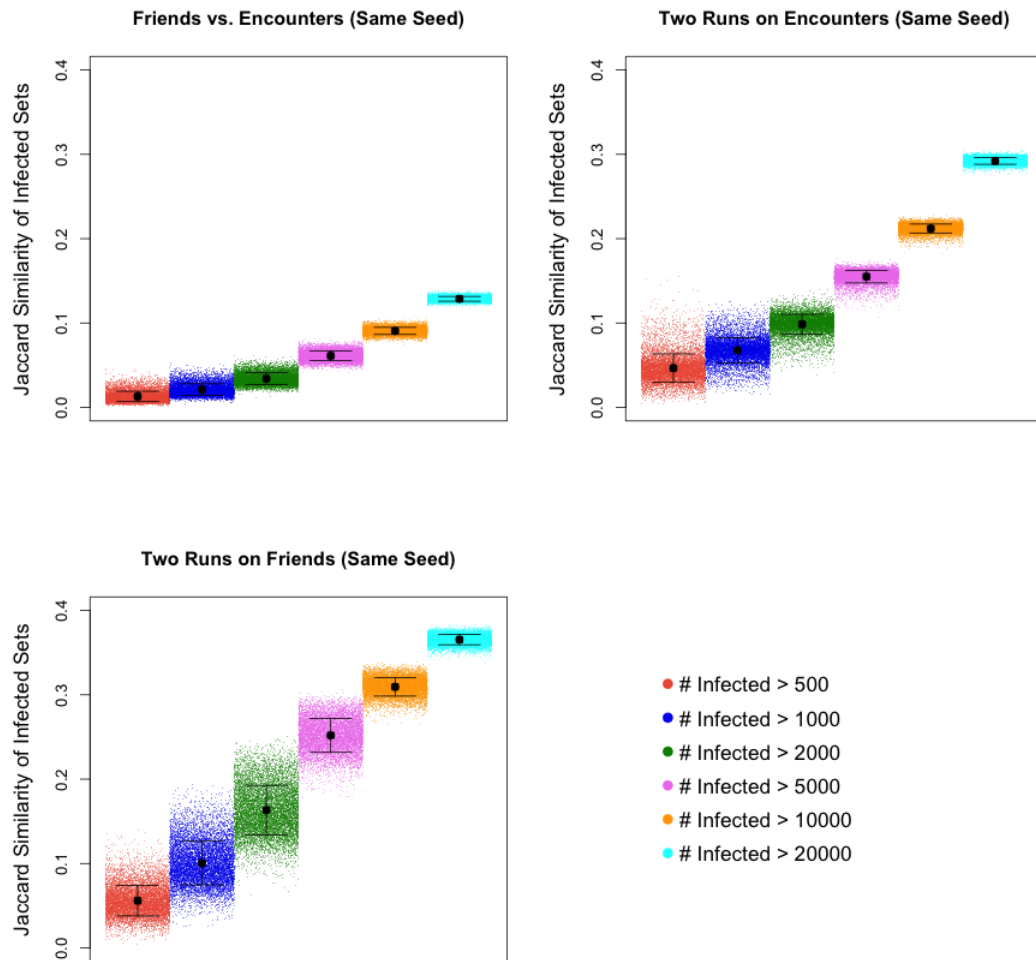 Friends vs. Encounters (Same Seed)
Jaccard Similarity of Infected Sets
0.4
0.3
0.2
0.1
0.0
Two Runs on Encounters (Same Seed)
Jaccard Similarity of Infected Sets
0.4
0.3
0.2
0.1
0.0
Two Runs on Friends (Same Seed)
Jaccard Similarity of Infected Sets
0.4
0.3
0.2
0.1
0.0
# Infected > 500
# Infected > 1000
# Infected > 2000
# Infected > 5000
# Infected > 10000
# Infected > 20000